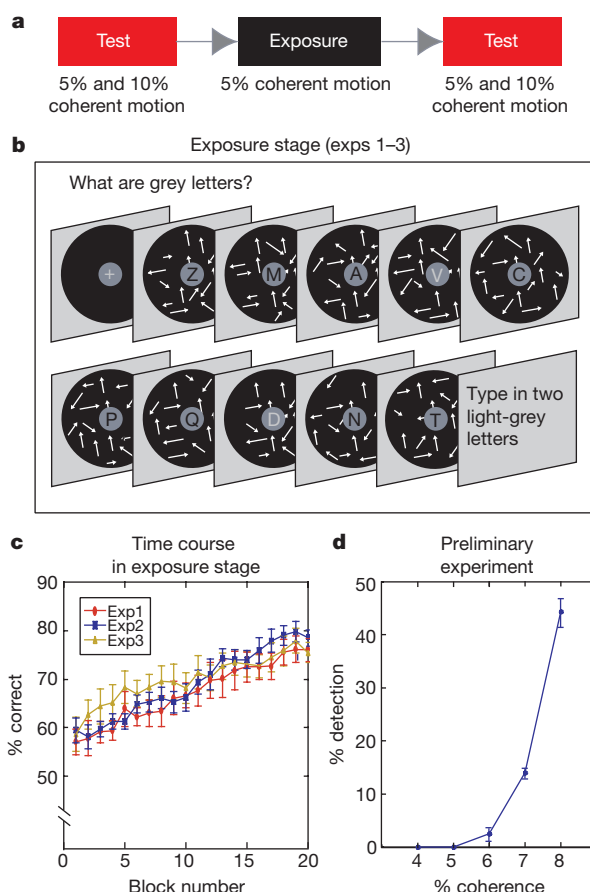 a
Test
Exposure
Test
5% and 10%
coherent motion
5% coherent motion
5% and 10%
coherent motion
b
Exposure stage (exps 1–3)
What are grey letters?
+
Z
M
A
V
C
P
Q
D
N
T
Type in two
light-grey
letters
c
Time course
in exposure stage
90
80
70
60
50
% correct
Exp1
Exp2
Exp3
0
5
10
15
20
Block number
d
Preliminary
experiment
50
40
30
20
10
0
% detection
4
5
6
7
8
% coherence